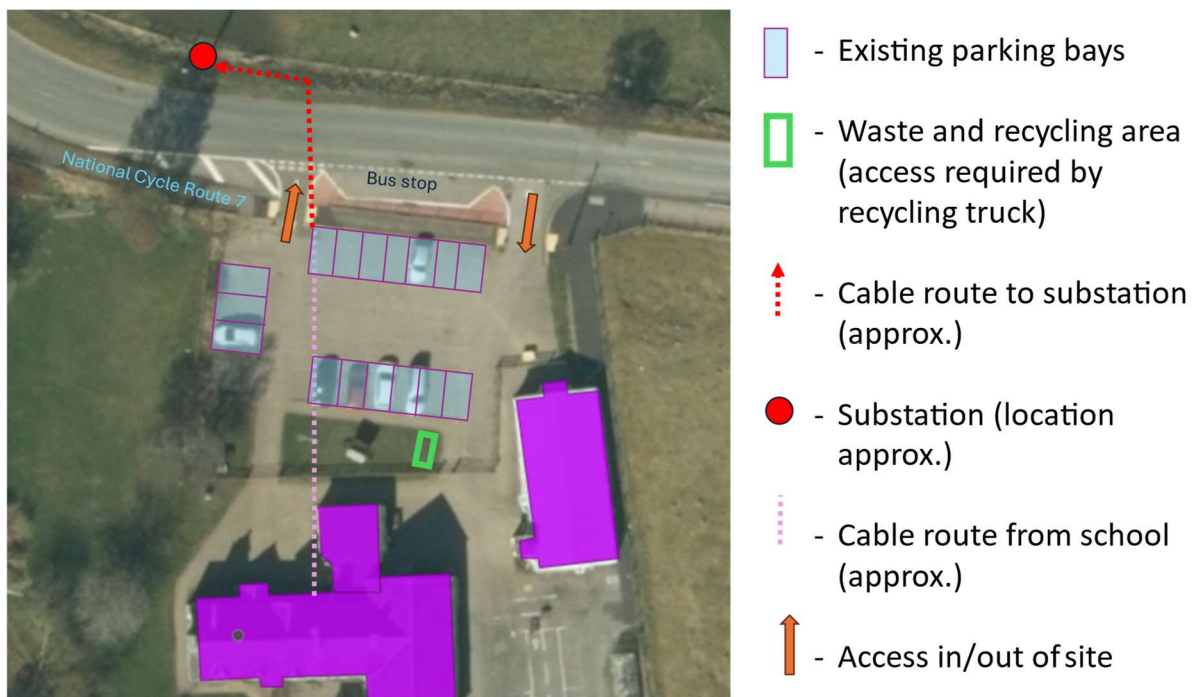 National Cycle Route 7
Bus stop
- Existing parking bays
- Waste and recycling area
(access required by
recycling truck)
- Cable route to substation
(approx.)
- Substation (location
approx.)
- Cable route from school
(approx.)
- Access in/out of site